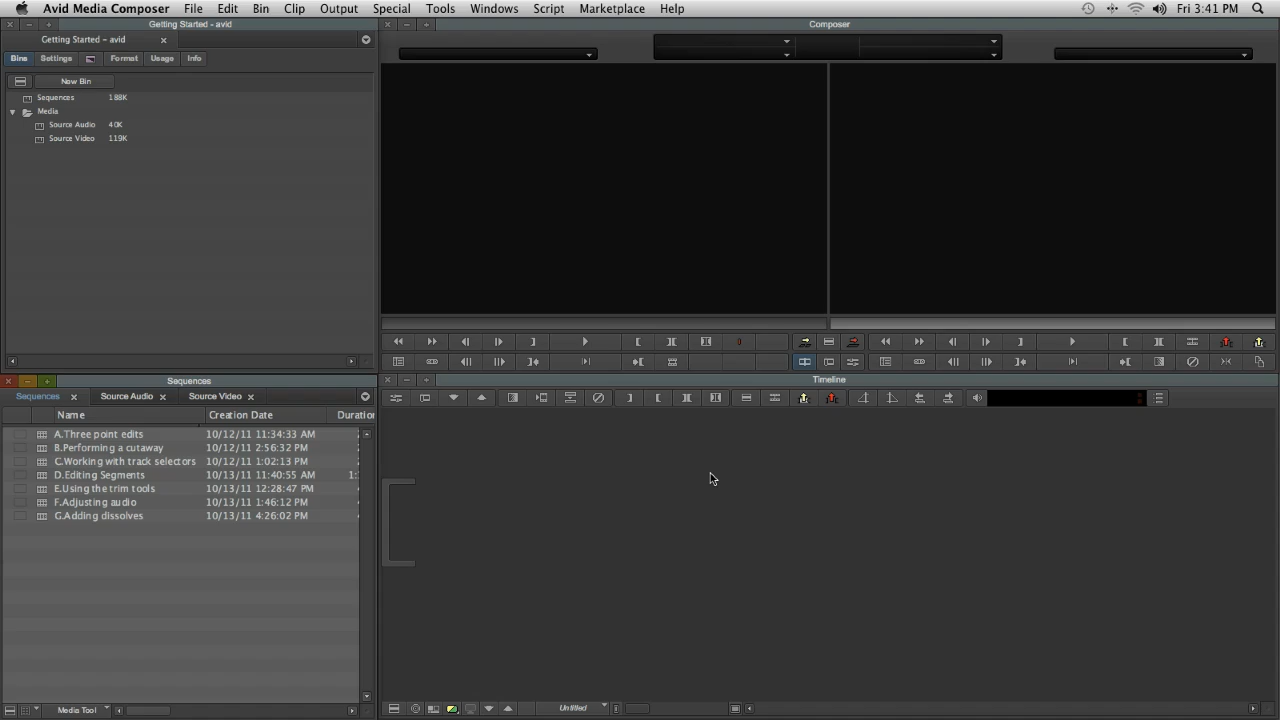 Avid Media Composer File Edit Bin Clip Output Special Tools Windows Script Marketplace Help Fri 3:41 PM
Getting Started - avid
Composer
Getting Started - avid
Bins Settings Format Usage Info
New Bin
Sequences 188K
Media
Source Audio 40K
Source Video 119K
Sequences
Timeline
Sequences Source Audio Source Video
Name Creation Date Duration
A.Three point edits 10/12/11 11:34:33 AM
B.Performing a cutaway 10/12/11 2:56:32 PM
C.Working with track selectors 10/12/11 1:02:13 PM
D.Editing Segments 10/13/11 11:40:55 AM 1:
E.Using the trim tools 10/13/11 12:28:47 PM
F.Adjusting audio 10/13/11 1:46:12 PM
G.Adding dissolves 10/13/11 4:26:02 PM
Media Tool
Untitled